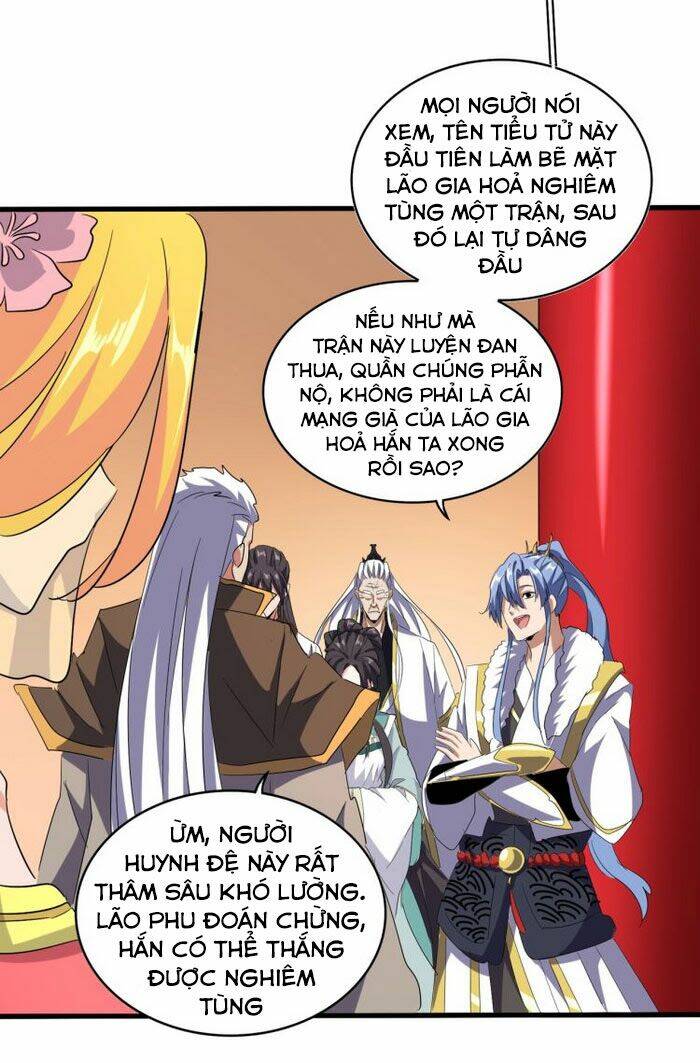 MỌI NGƯỜI NÓI
XEM, TÊN TIỂU TỬ NÀY
ĐẦU TIÊN LÀM BẼ MẶT
LÃO GIA HOẢ NGHIÊM
TÙNG MỘT TRẬN, SAU
ĐÓ LẠI TỰ DÂNG
ĐẦU
NẾU NHƯ MÀ
TRẬN NÀY LUYỆN ĐAN
THUA, QUẦN CHÚNG PHẪN
NỘ, KHÔNG PHẢI LÀ CÁI
MẠNG GIÀ CỦA LÃO GIA
HOẢ HẮN TA XONG
RỒI SAO?
ỪM, NGƯỜI
HUYNH ĐỆ NÀY RẤT
THÂM SÂU KHÓ LƯỜNG.
LÃO PHU ĐOÁN CHỪNG,
HẮN CÓ THỂ THẮNG
ĐƯỢC NGHIÊM
TÙNG